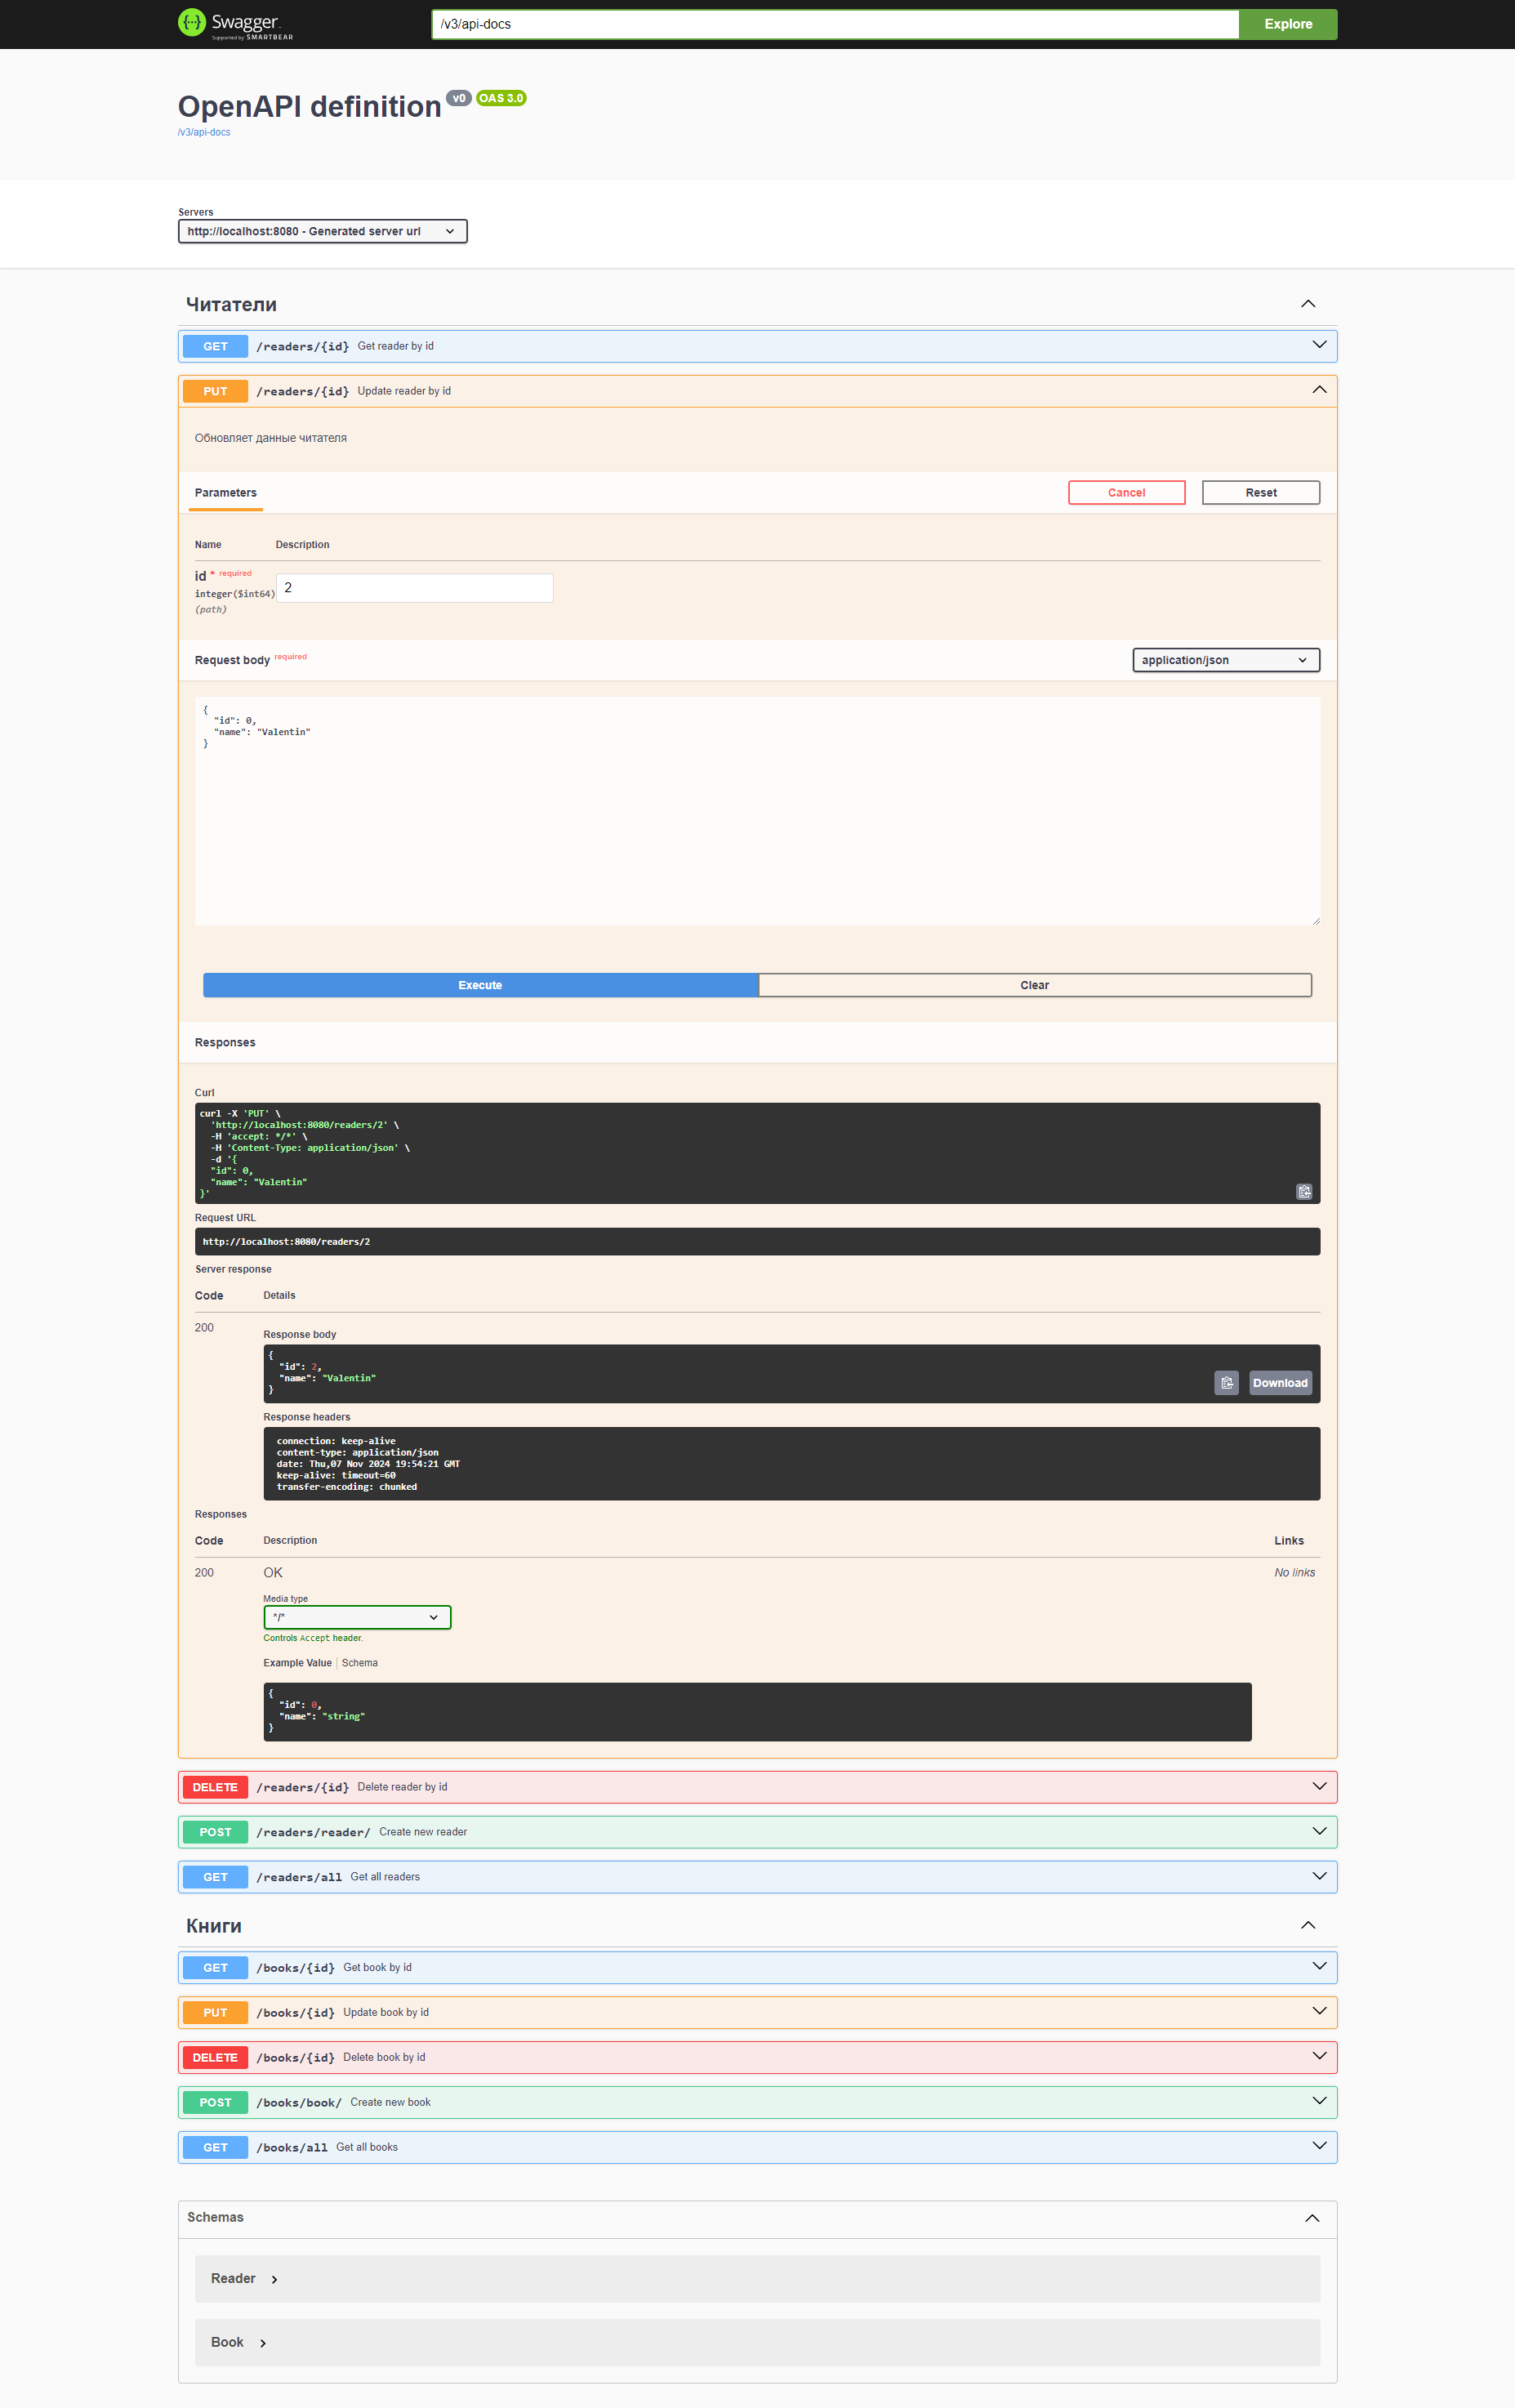 Swagger.
Supported by SMARTBEAR
/v3/api-docs
Explore
OpenAPI definition v0 OAS 3.0
/v3/api-docs
Servers
http://localhost:8080 - Generated server url
Читатели
GET /readers/{id} Get reader by id
PUT /readers/{id} Update reader by id
Обновляет данные читателя
Parameters Cancel Reset
Name Description
id * required
integer($int64)
(path)
2
Request body required application/json
{
  "id": 0,
  "name": "Valentin"
}
Execute Clear
Responses
Curl
curl -X 'PUT' \
  'http://localhost:8080/readers/2' \
  -H 'accept: */*' \
  -H 'Content-Type: application/json' \
  -d '{
  "id": 0,
  "name": "Valentin"
}'
Request URL
http://localhost:8080/readers/2
Server response
Code Details
200
Response body
{
  "id": 2,
  "name": "Valentin"
}
Download
Response headers
connection: keep-alive
content-type: application/json
date: Thu,07 Nov 2024 19:54:21 GMT
keep-alive: timeout=60
transfer-encoding: chunked
Responses
Code Description Links
200 OK No links
Media type
*/*
Controls Accept header.
Example Value Schema
{
  "id": 0,
  "name": "string"
}
DELETE /readers/{id} Delete reader by id
POST /readers/reader/ Create new reader
GET /readers/all Get all readers
Книги
GET /books/{id} Get book by id
PUT /books/{id} Update book by id
DELETE /books/{id} Delete book by id
POST /books/book/ Create new book
GET /books/all Get all books
Schemas
Reader
Book